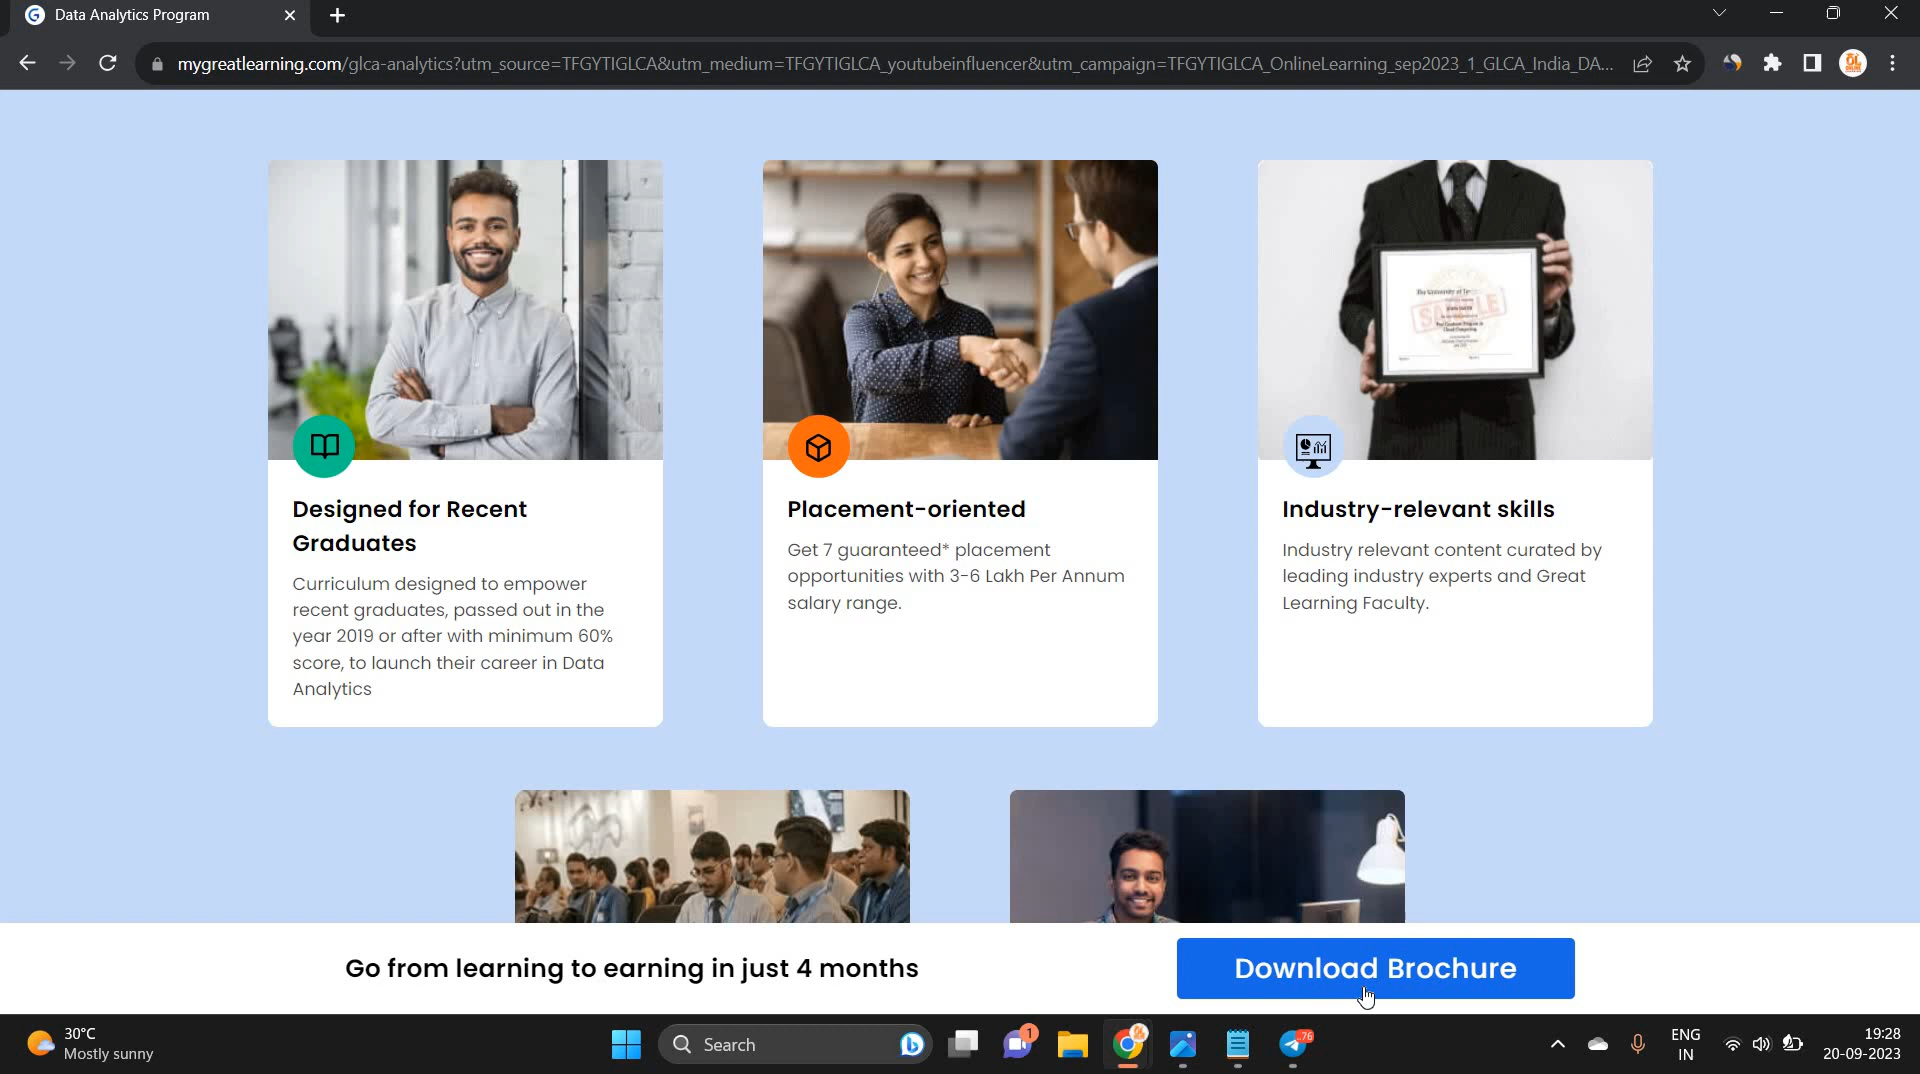 Data Analytics Program
mygreatlearning.com/glca-analytics?utm_source=TFGYTIGLCA&utm_medium=TFGYTIGLCA_youtubeinfluencer&utm_campaign=TFGYTIGLCA_OnlineLearning_sep2023_1_GLCA_India_DA...
SAMPLE
Designed for Recent
Graduates
Curriculum designed to empower
recent graduates, passed out in the
year 2019 or after with minimum 60%
score, to launch their career in Data
Analytics
Placement-oriented
Get 7 guaranteed* placement
opportunities with 3-6 Lakh Per Annum
salary range.
Industry-relevant skills
Industry relevant content curated by
leading industry experts and Great
Learning Faculty.
Go from learning to earning in just 4 months
Download Brochure
30°C
Mostly sunny
Search
1
76
ENG
IN
19:28
20-09-2023